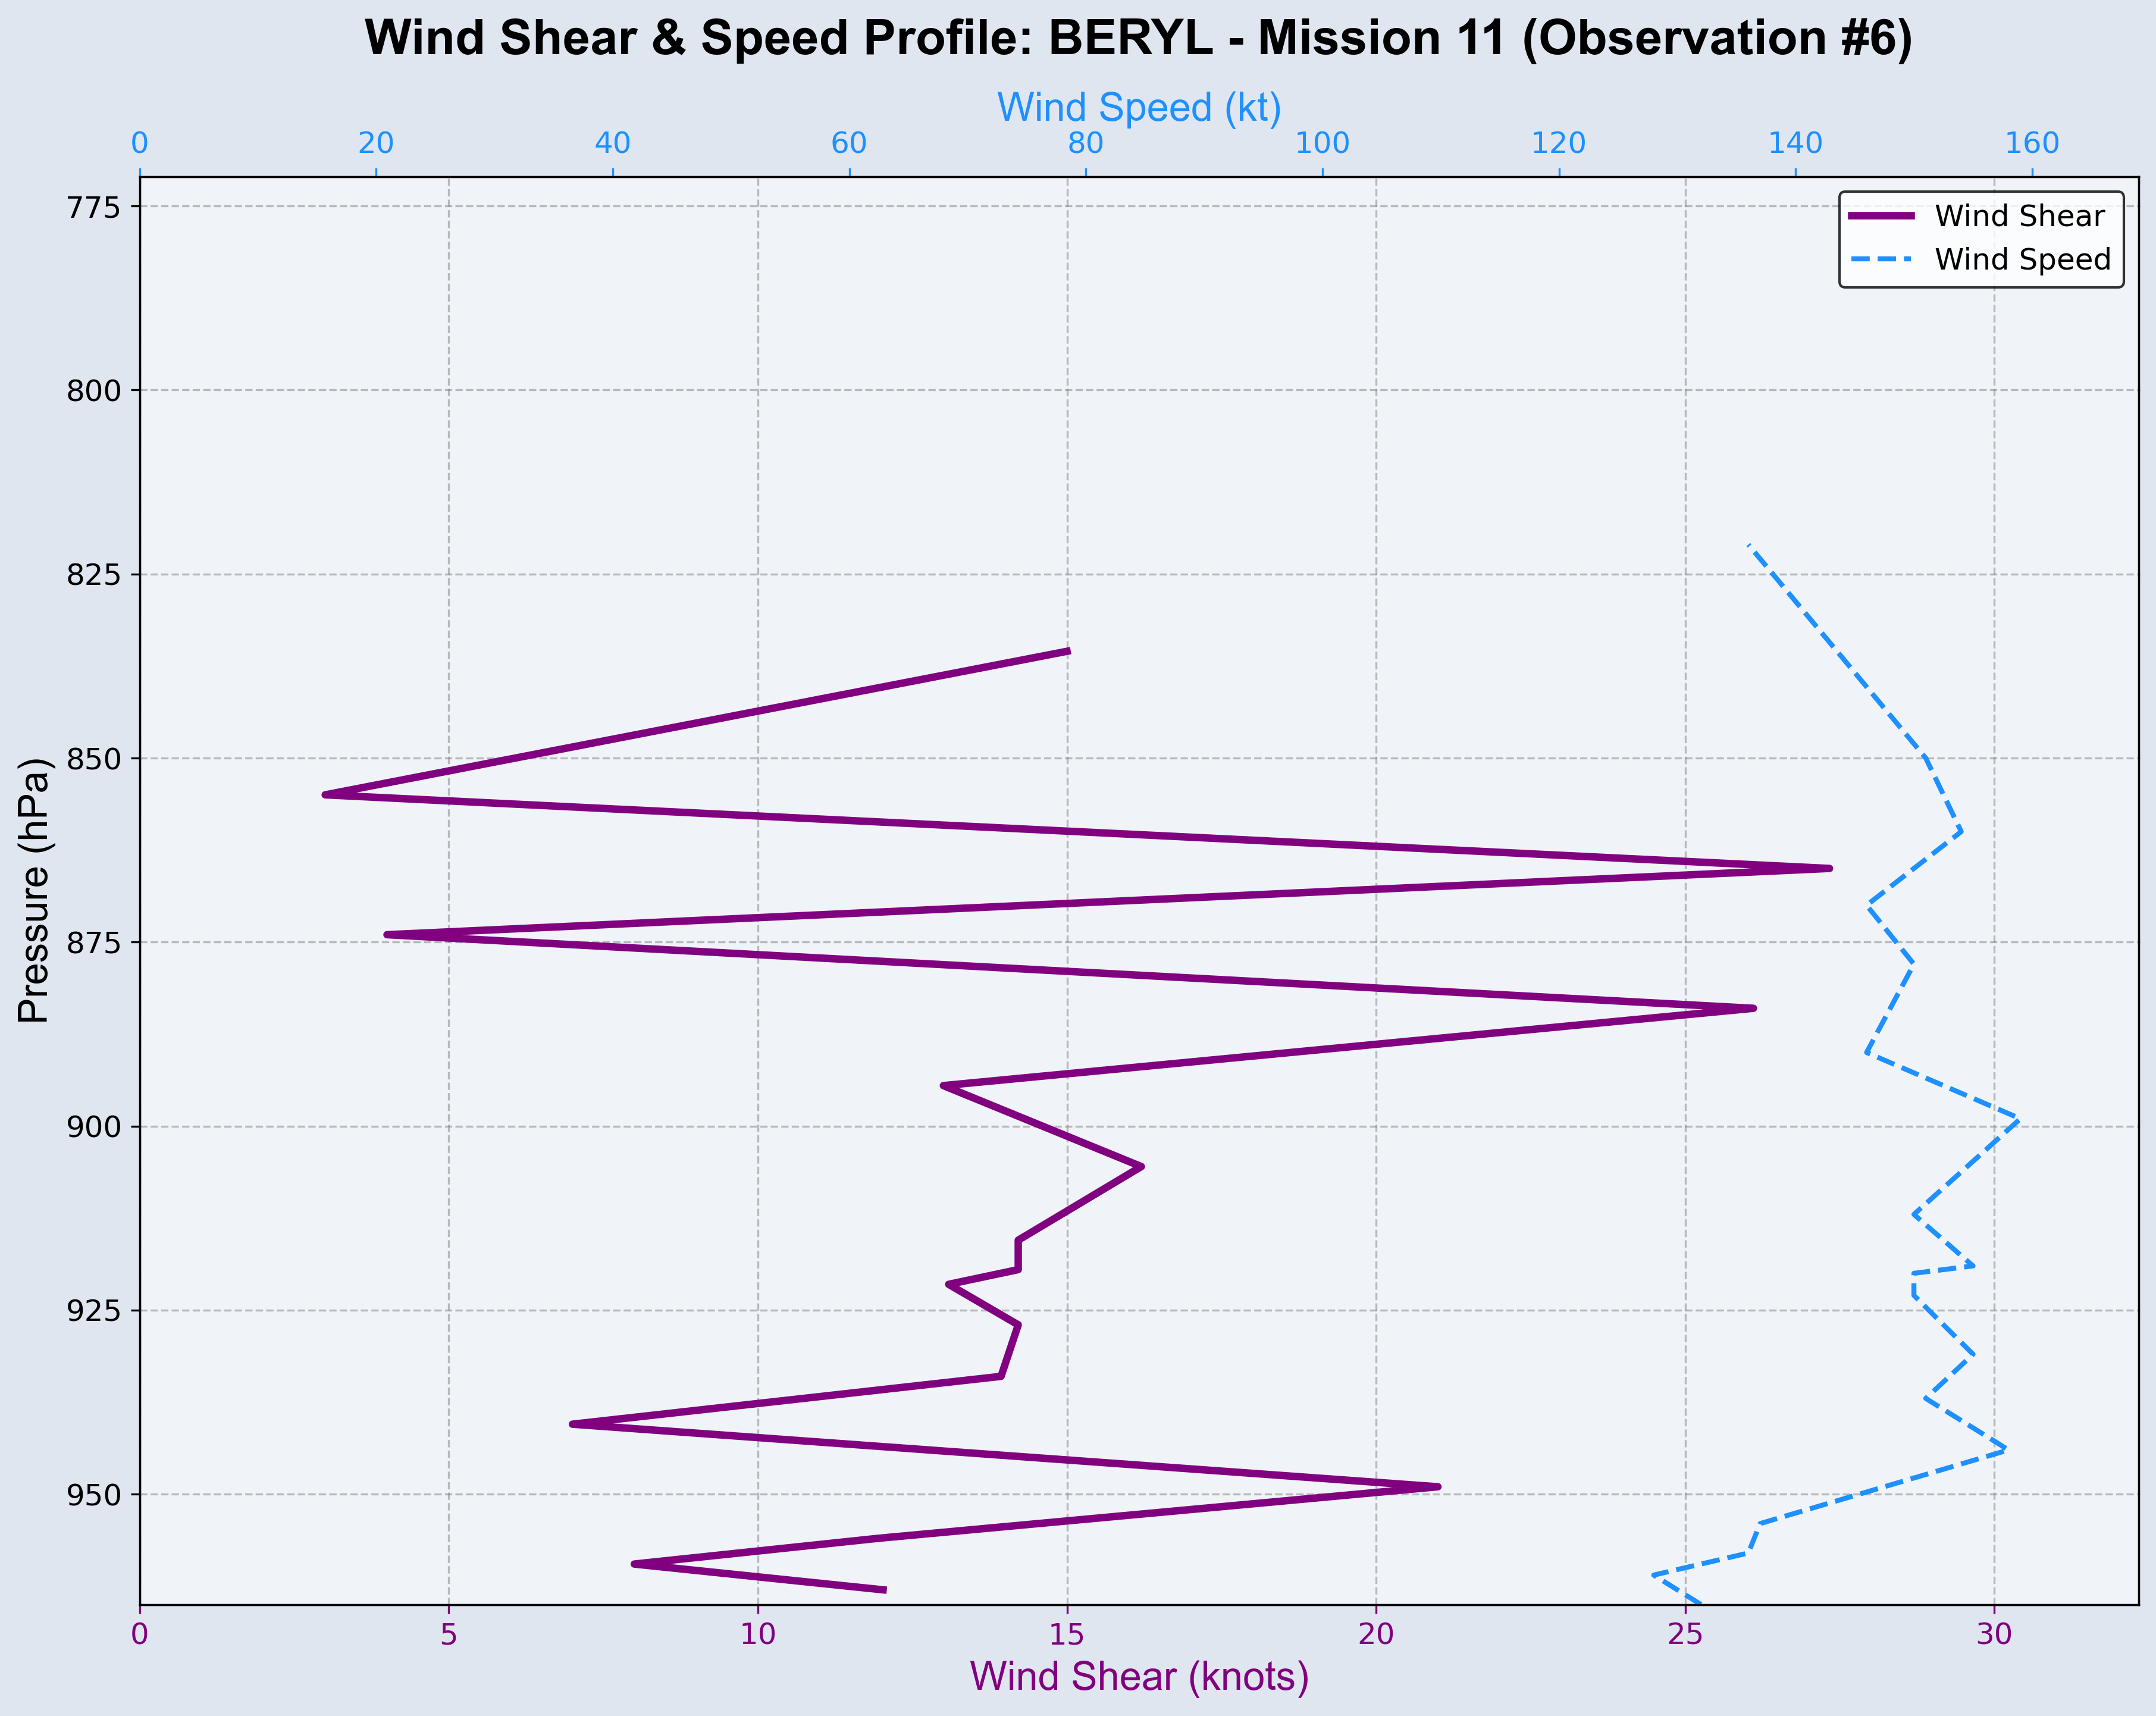 Wind Shear & Speed Profile: BERYL - Mission 11 (Observation #6)
Wind Speed (kt)
0 20 40 60 80 100 120 140 160
Wind Shear
Wind Speed
775
800
825
850
875
900
925
950
Pressure (hPa)
0 5 10 15 20 25 30
Wind Shear (knots)